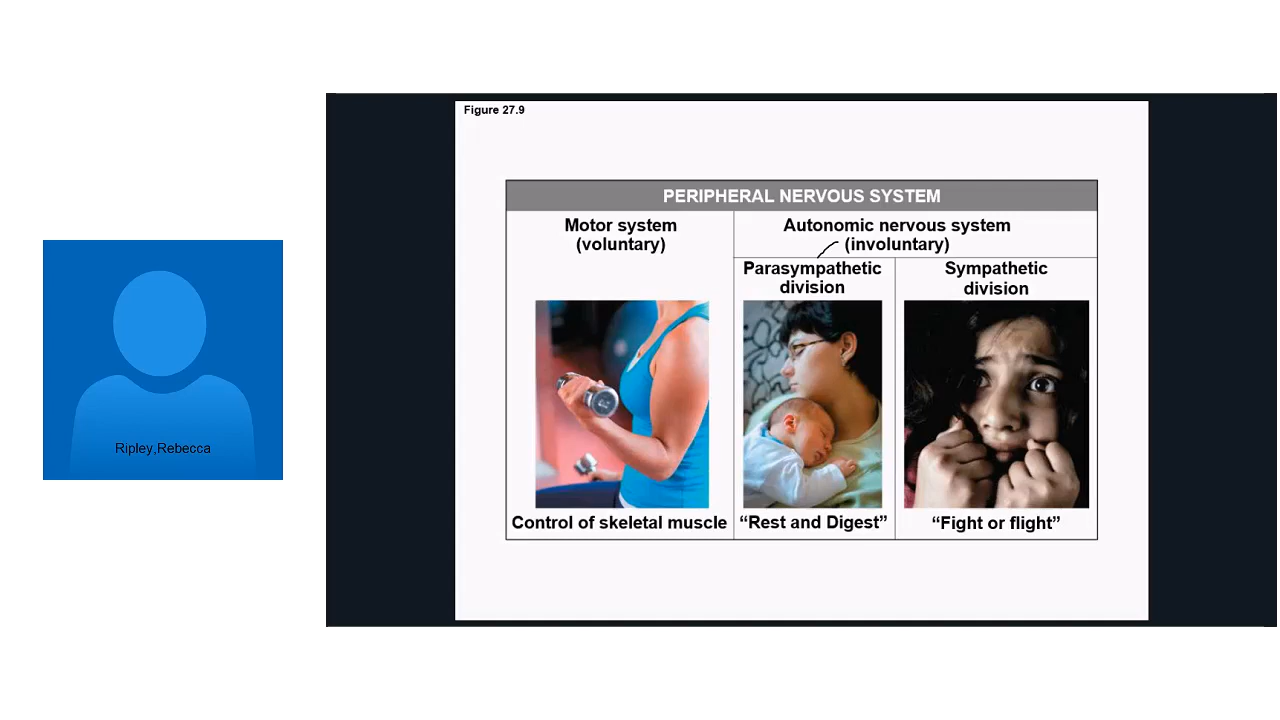 Ripley,Rebecca
Figure 27.9
PERIPHERAL NERVOUS SYSTEM
Motor system
(voluntary)
Autonomic nervous system
(involuntary)
Parasympathetic
division
Sympathetic
division
Control of skeletal muscle
“Rest and Digest”
“Fight or flight”